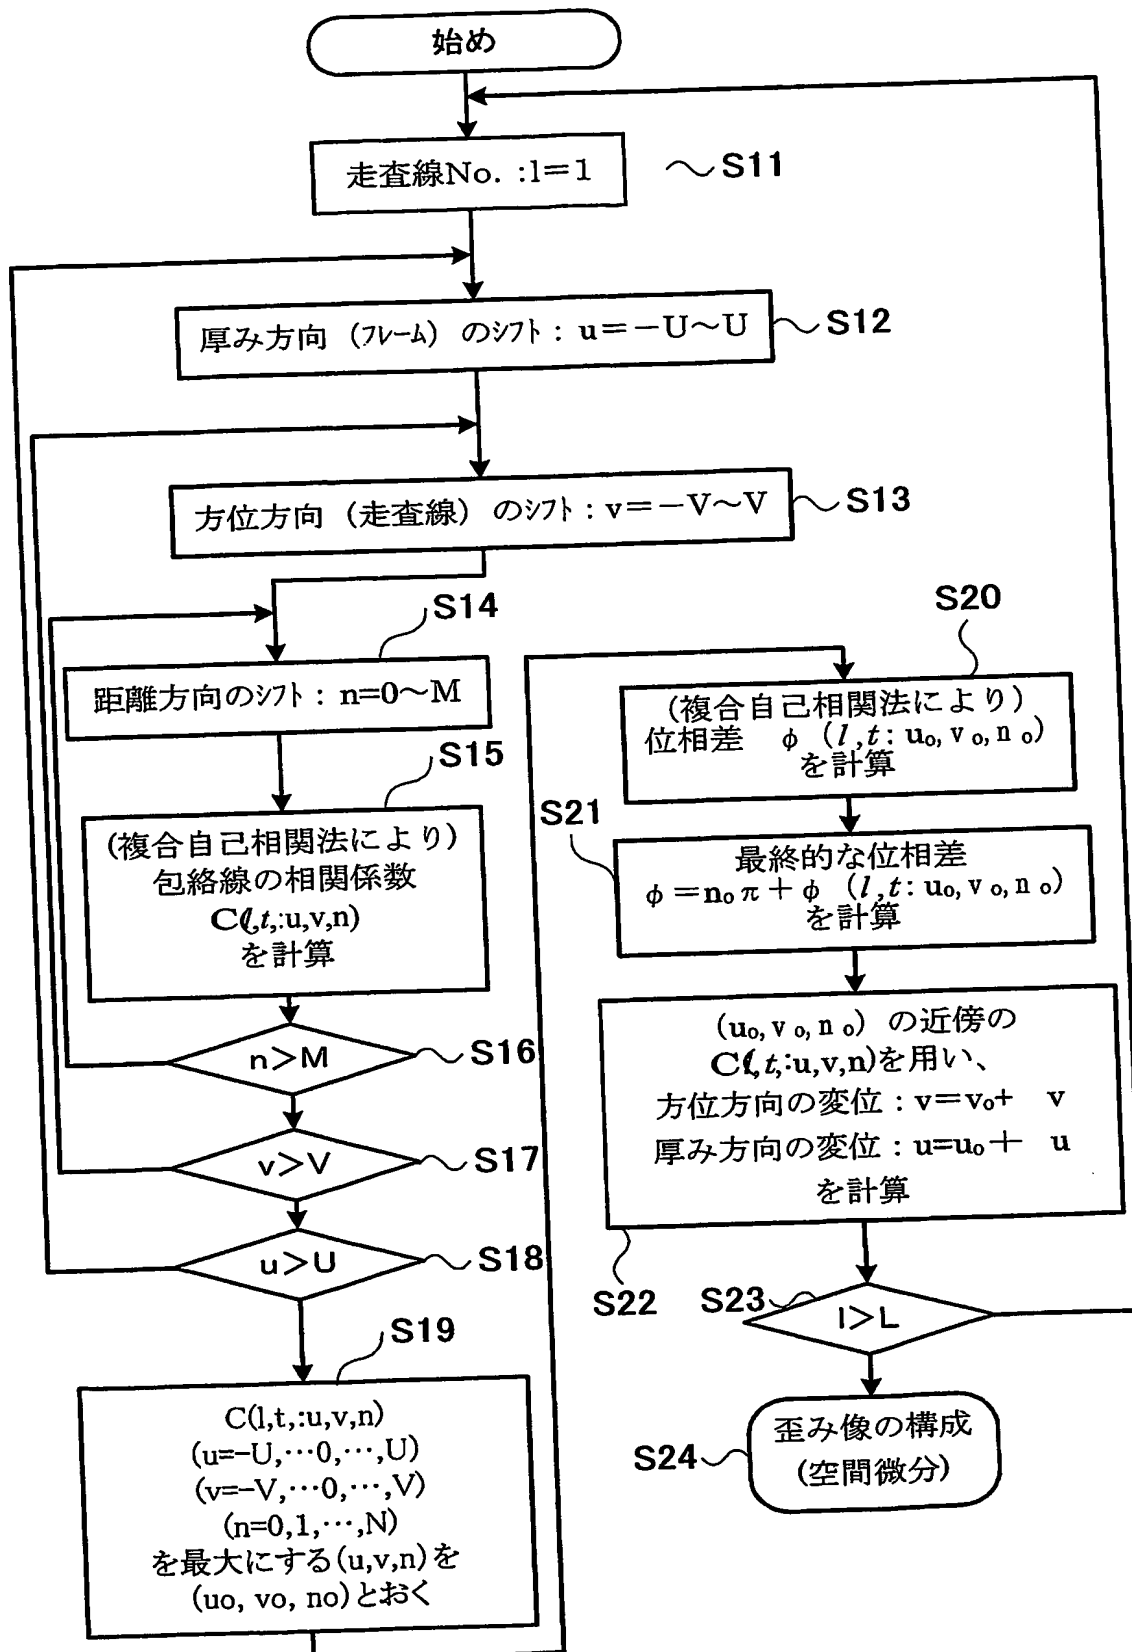 始め
走査線No. :l=1
S11
厚み方向 (フレーム) のシフト : u=-U~U
S12
方位方向 (走査線) のシフト : v=-V~V
S13
S14
距離方向のシフト : n=0~M
S15
(複合自己相関法により)
包絡線の相関係数
C(l,t,:u,v,n)
を計算
n>M
S16
v>V
S17
u>U
S18
S19
C(l,t,:u,v,n)
(u=-U,…0,…,U)
(v=-V,…0,…,V)
(n=0,1,…,N)
を最大にする(u,v,n)を
(uo, vo, no)とおく
S20
(複合自己相関法により)
位相差 φ (l,t: u₀, v₀, n₀)
を計算
S21
最終的な位相差
φ=n₀π+φ (l,t: u₀, v₀, n₀)
を計算
(u₀, v₀, n₀) の近傍の
C(l,t,:u,v,n)を用い、
方位方向の変位 : v=v₀+ v
厚み方向の変位 : u=u₀+ u
を計算
S22
S23
l>L
歪み像の構成
(空間微分)
S24